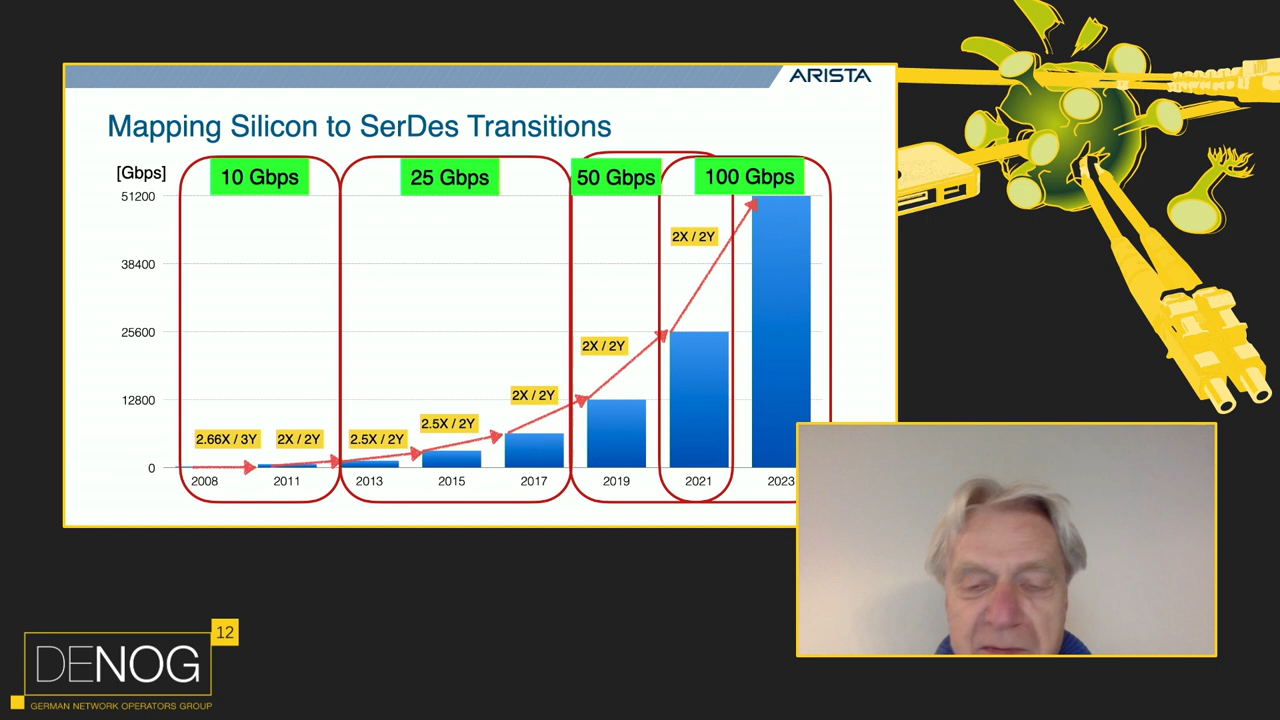 ARISTA
Mapping Silicon to SerDes Transitions
[Gbps]
10 Gbps
25 Gbps
50 Gbps
100 Gbps
51200
38400
25600
12800
0
2.66X / 3Y
2X / 2Y
2.5X / 2Y
2.5X / 2Y
2X / 2Y
2X / 2Y
2X / 2Y
2008
2011
2013
2015
2017
2019
2021
2023
12
DENOG
GERMAN NETWORK OPERATORS GROUP